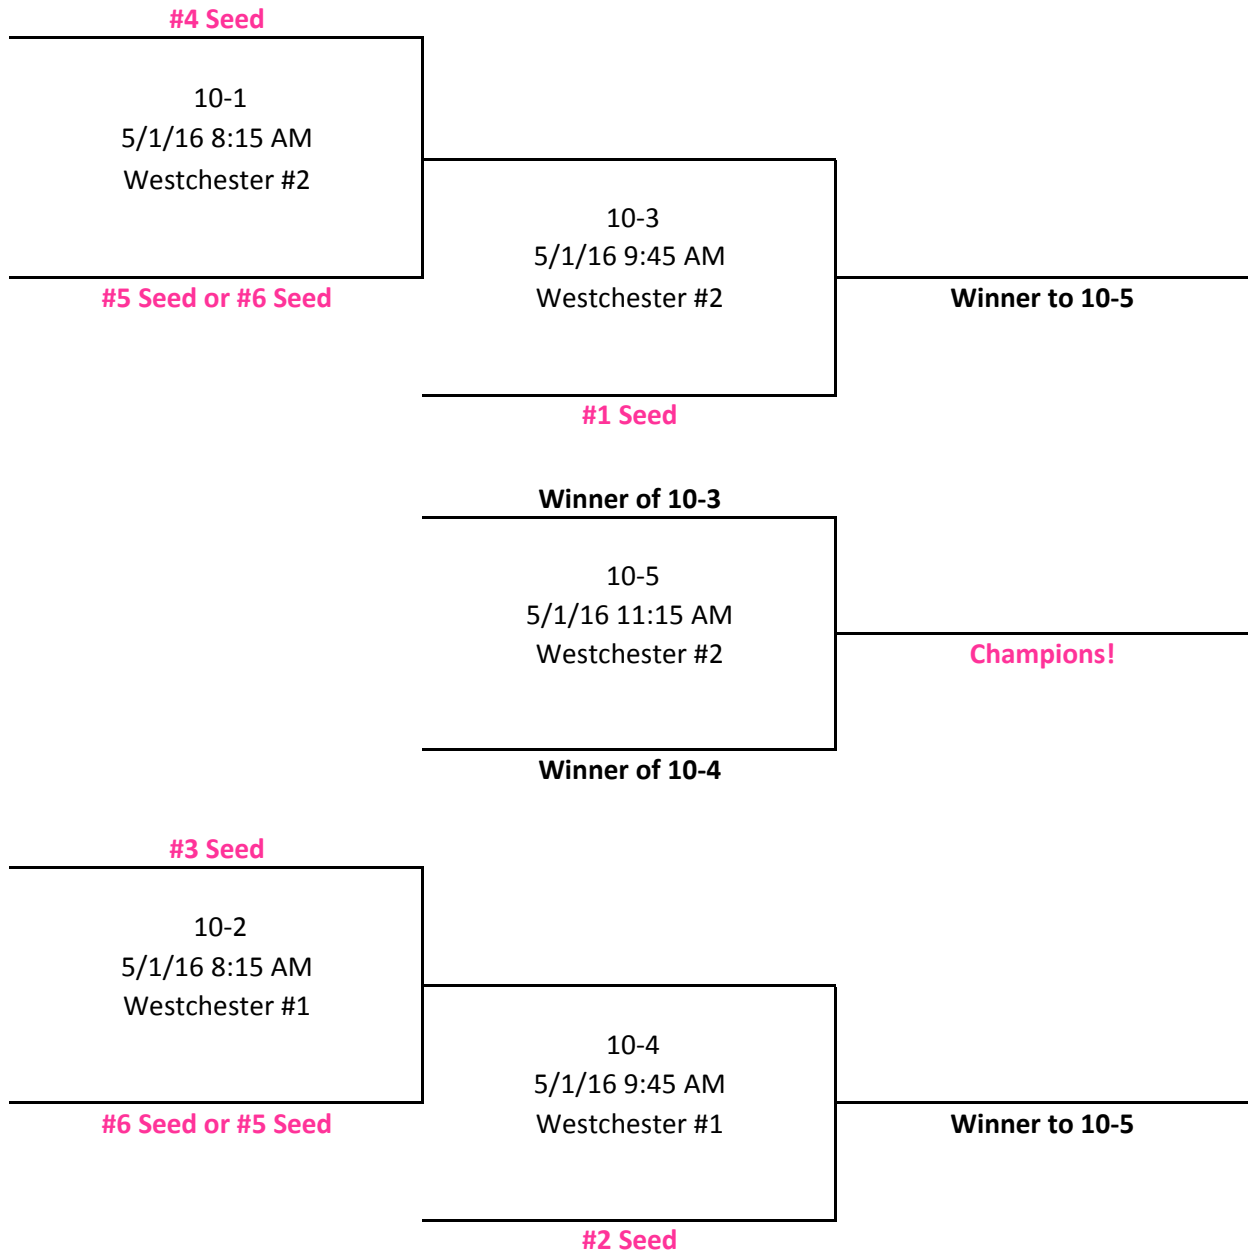 #4 Seed
10-1
5/1/16 8:15 AM
Westchester #2
#5 Seed or #6 Seed
10-3
5/1/16 9:45 AM
Westchester #2
Winner to 10-5
#1 Seed
Winner of 10-3
10-5
5/1/16 11:15 AM
Westchester #2
Champions!
Winner of 10-4
#3 Seed
10-2
5/1/16 8:15 AM
Westchester #1
#6 Seed or #5 Seed
10-4
5/1/16 9:45 AM
Westchester #1
Winner to 10-5
#2 Seed